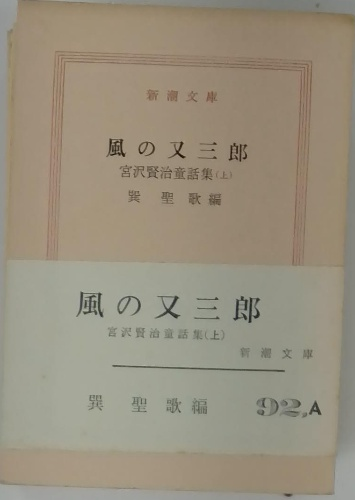 新潮文庫
風の又三郎
宮沢賢治童話集(上)
巽聖歌編
風の又三郎
宮沢賢治童話集(上)
新潮文庫
巽聖歌編 92A